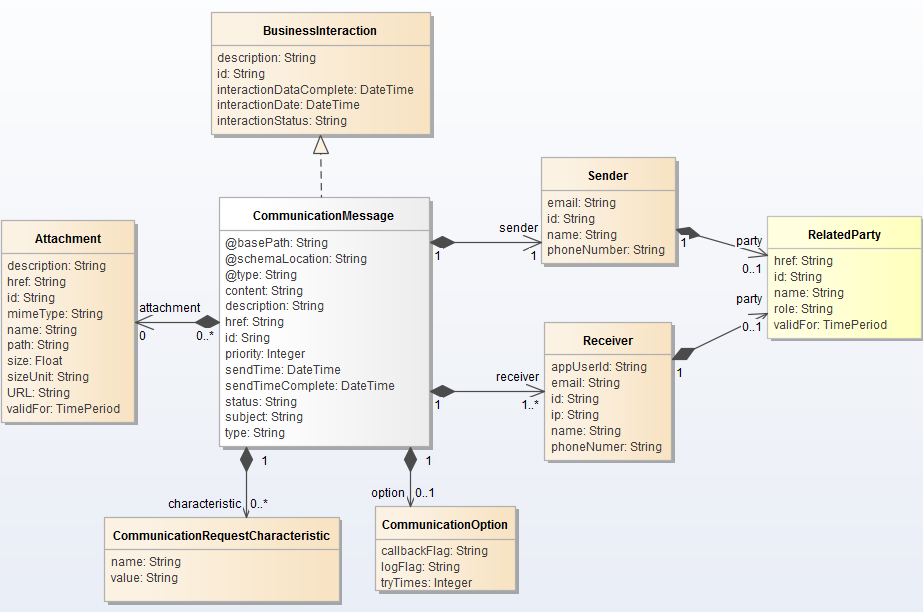 BusinessInteraction
description: String
id: String
interactionDataComplete: DateTime
interactionDate: DateTime
interactionStatus: String
CommunicationMessage
@basePath: String
@schemaLocation: String
@type: String
content: String
description: String
href: String
id: String
priority: Integer
sendTime: DateTime
sendTimeComplete: DateTime
status: String
subject: String
type: String
Attachment
description: String
href: String
id: String
mimeType: String
name: String
path: String
size: Float
sizeUnit: String
URL: String
validFor: TimePeriod
attachment
0
0..*
Sender
email: String
id: String
name: String
phoneNumber: String
sender
1
1
RelatedParty
href: String
id: String
name: String
role: String
validFor: TimePeriod
1
party
0..1
party
0..1
1
Receiver
appUserId: String
email: String
id: String
ip: String
name: String
phoneNumer: String
receiver
1
1..*
1
characteristic
0..*
CommunicationRequestCharacteristic
name: String
value: String
1
option
0..1
CommunicationOption
callbackFlag: String
logFlag: String
tryTimes: Integer